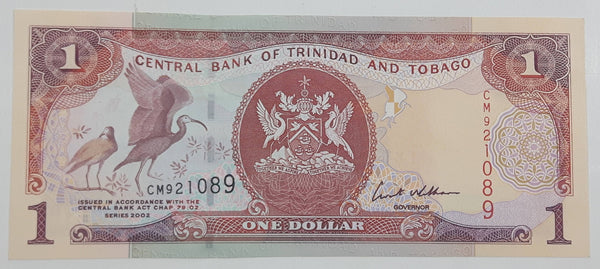 1
CENTRAL BANK OF TRINIDAD AND TOBAGO
1
CM921089
CM921089
ISSUED IN ACCORDANCE WITH THE
CENTRAL BANK ACT CHAP 79.02.
SERIES 2002
GOVERNOR
1
ONE DOLLAR
1